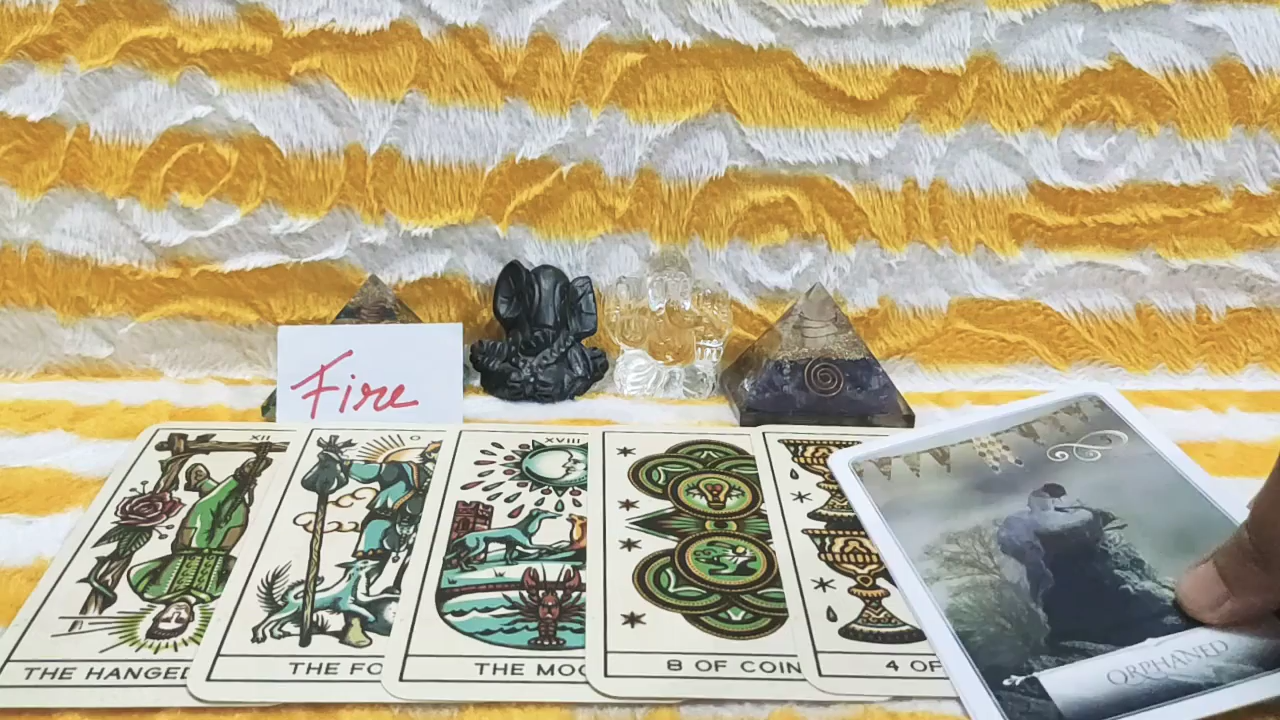 Fire
XII
THE HANGED
O
THE FO
XVIII
THE MOO
8 OF COIN
4 OF
ORPHANED